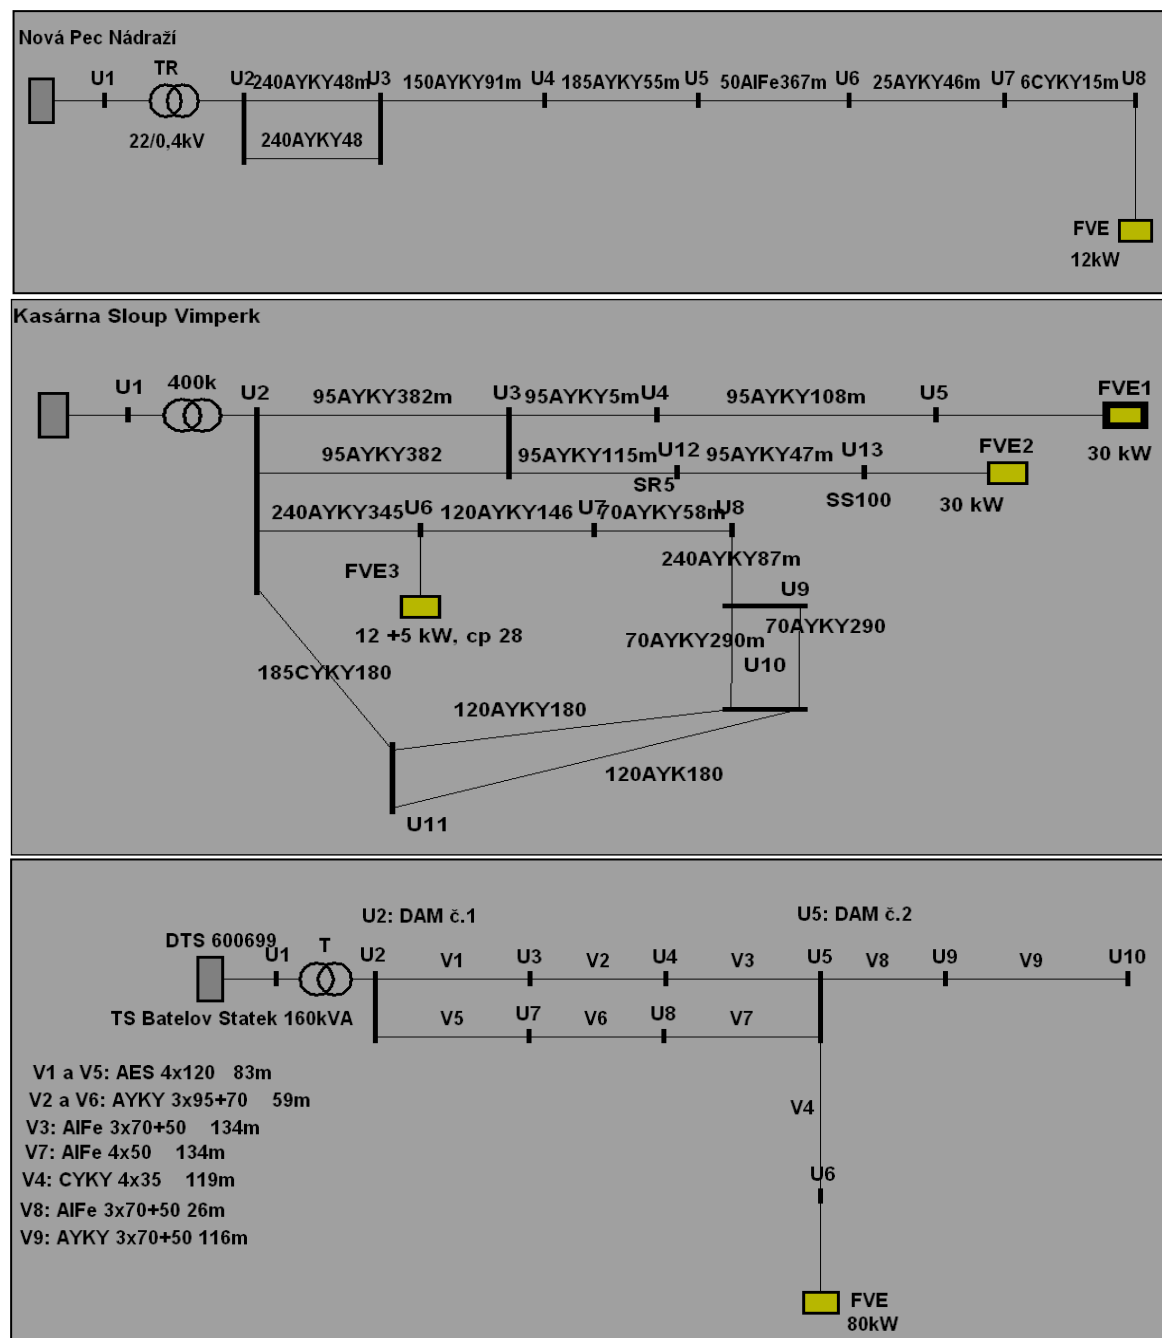 Nová Pec Nádraží
TR
U1
U2 240AYKY48m U3 150AYKY91m U4 185AYKY55m U5 50AlFe367m U6 25AYKY46m U7 6CYKY15m U8
22/0,4kV
240AYKY48
FVE
12kW
Kasárna Sloup Vimperk
U1 400k U2
95AYKY382m U3 95AYKY5m U4 95AYKY108m U5 FVE1
30 kW
95AYKY382 95AYKY115m U12 95AYKY47m U13 FVE2
SR5 SS100 30 kW
240AYKY345 U6 120AYKY146 U7 70AYKY58m U8
240AYKY87m
FVE3
U9
12 +5 kW, cp 28
70AYKY290m 70AYKY290
U10
185CYKY180
120AYKY180
120AYK180
U11
U2: DAM č.1 U5: DAM č.2
DTS 600699
U1 T U2 V1 U3 V2 U4 V3 U5 V8 U9 V9 U10
TS Batelov Statek 160kVA
V5 U7 V6 U8 V7
V1 a V5: AES 4x120 83m
V2 a V6: AYKY 3x95+70 59m
V3: AlFe 3x70+50 134m
V7: AlFe 4x50 134m
V4: CYKY 4x35 119m
V8: AlFe 3x70+50 26m
V9: AYKY 3x70+50 116m
V4
U6
FVE
80kW